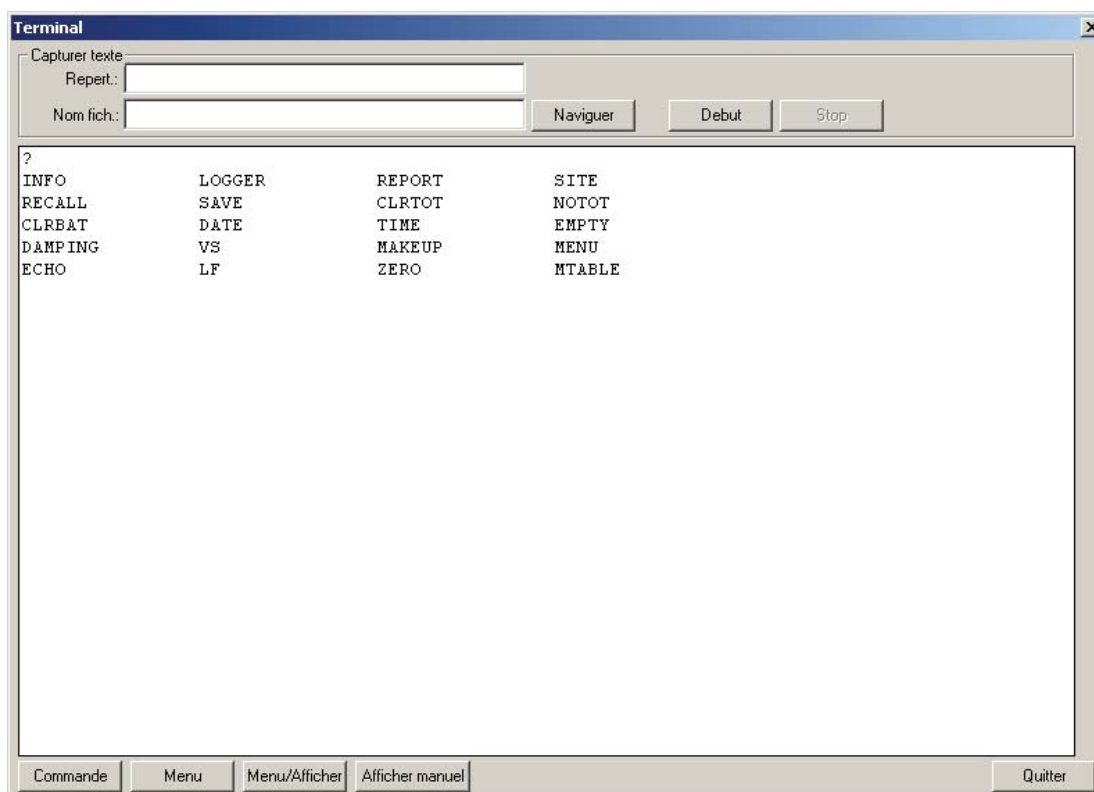 Terminal
Capturer texte
Repert.:
Nom fich.: Naviguer Debut Stop
?
INFO LOGGER REPORT SITE
RECALL SAVE CLRTOT NOTOT
CLRBAT DATE TIME EMPTY
DAMPING VS MAKEUP MENU
ECHO LF ZERO MTABLE
Commande Menu Menu/Afficher Afficher manuel Quitter